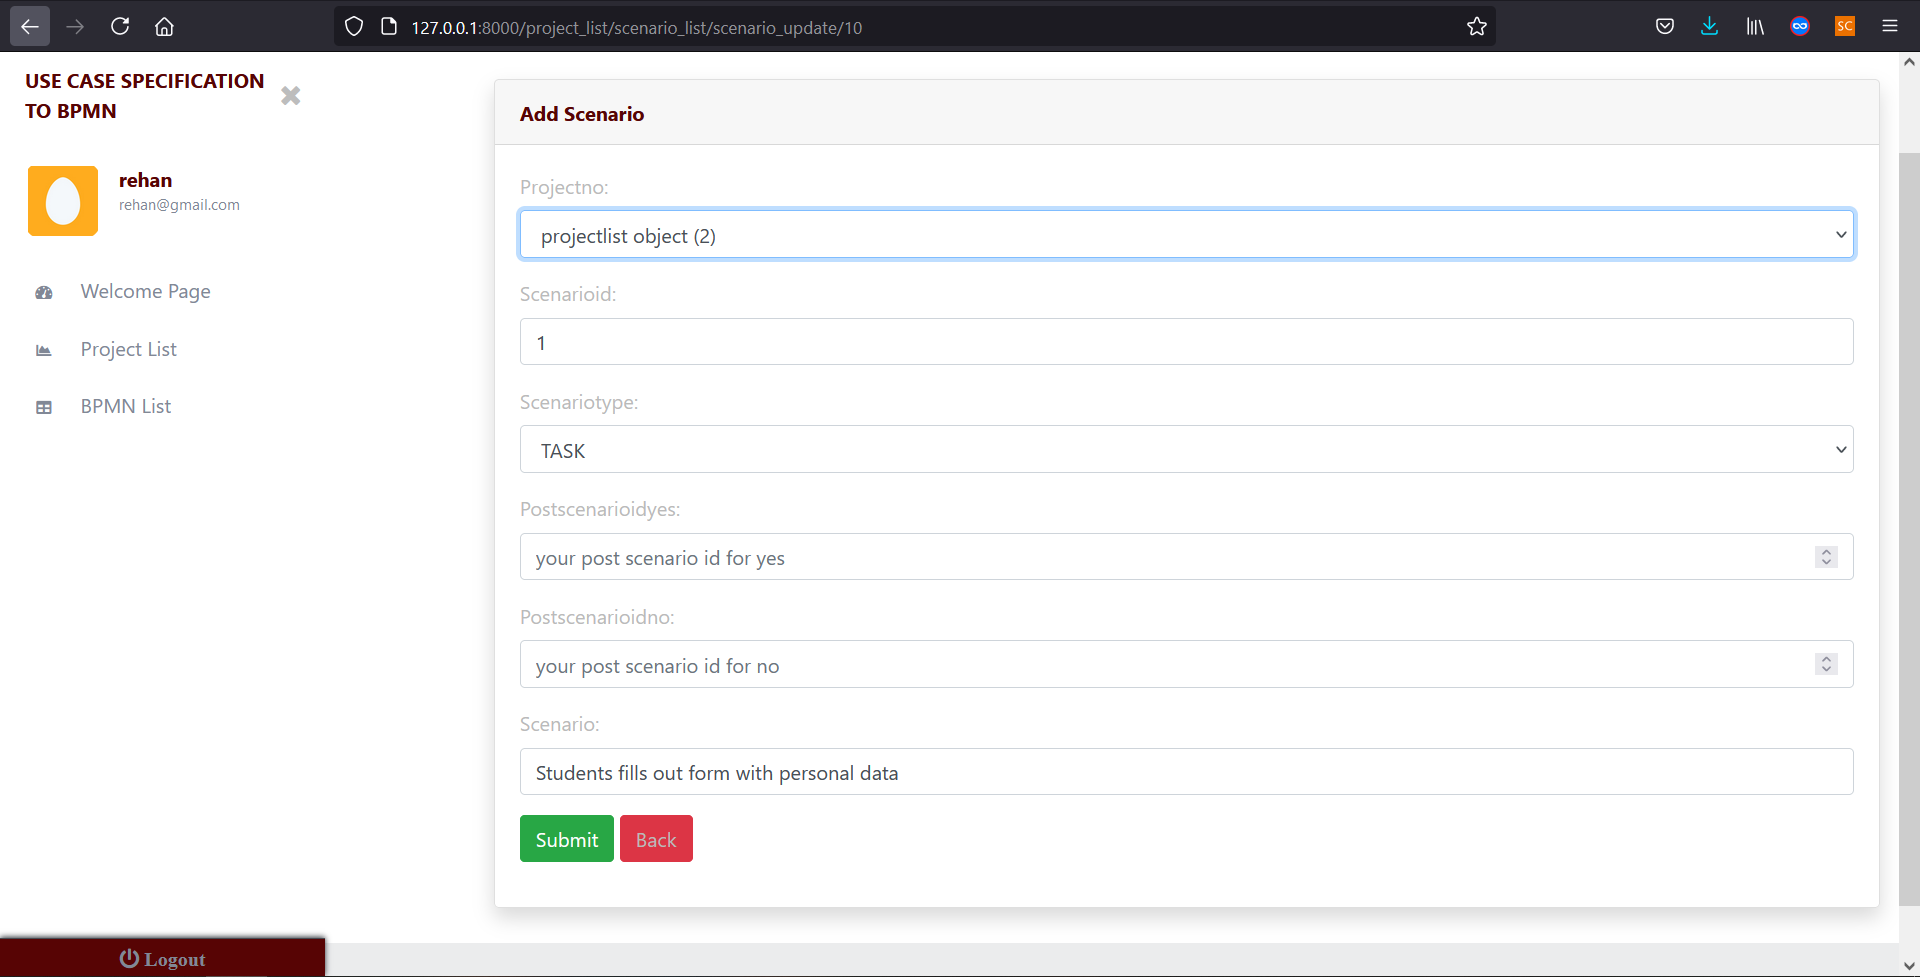 127.0.0.1:8000/project_list/scenario_list/scenario_update/10
SC
USE CASE SPECIFICATION
TO BPMN
rehan
rehan@gmail.com
Welcome Page
Project List
BPMN List
Logout
Add Scenario
Projectno:
projectlist object (2)
Scenarioid:
1
Scenariotype:
TASK
Postscenarioidyes:
your post scenario id for yes
Postscenarioidno:
your post scenario id for no
Scenario:
Students fills out form with personal data
Submit Back